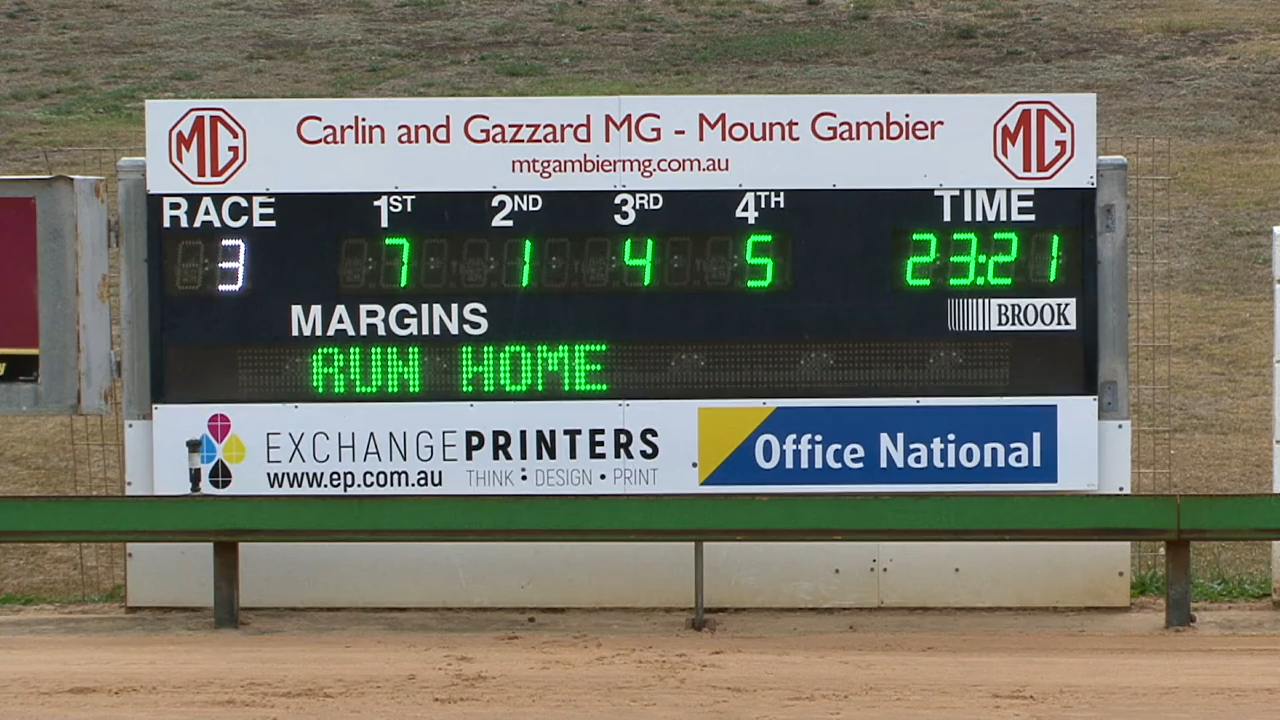 MG Carlin and Gazzard MG - Mount Gambier MG
mtgambiermg.com.au
RACE 1ST 2ND 3RD 4TH TIME
3 7 1 4 5 23:21
MARGINS BROOK
RUN HOME
EXCHANGEPRINTERS Office National
www.ep.com.au THINK : DESIGN • PRINT